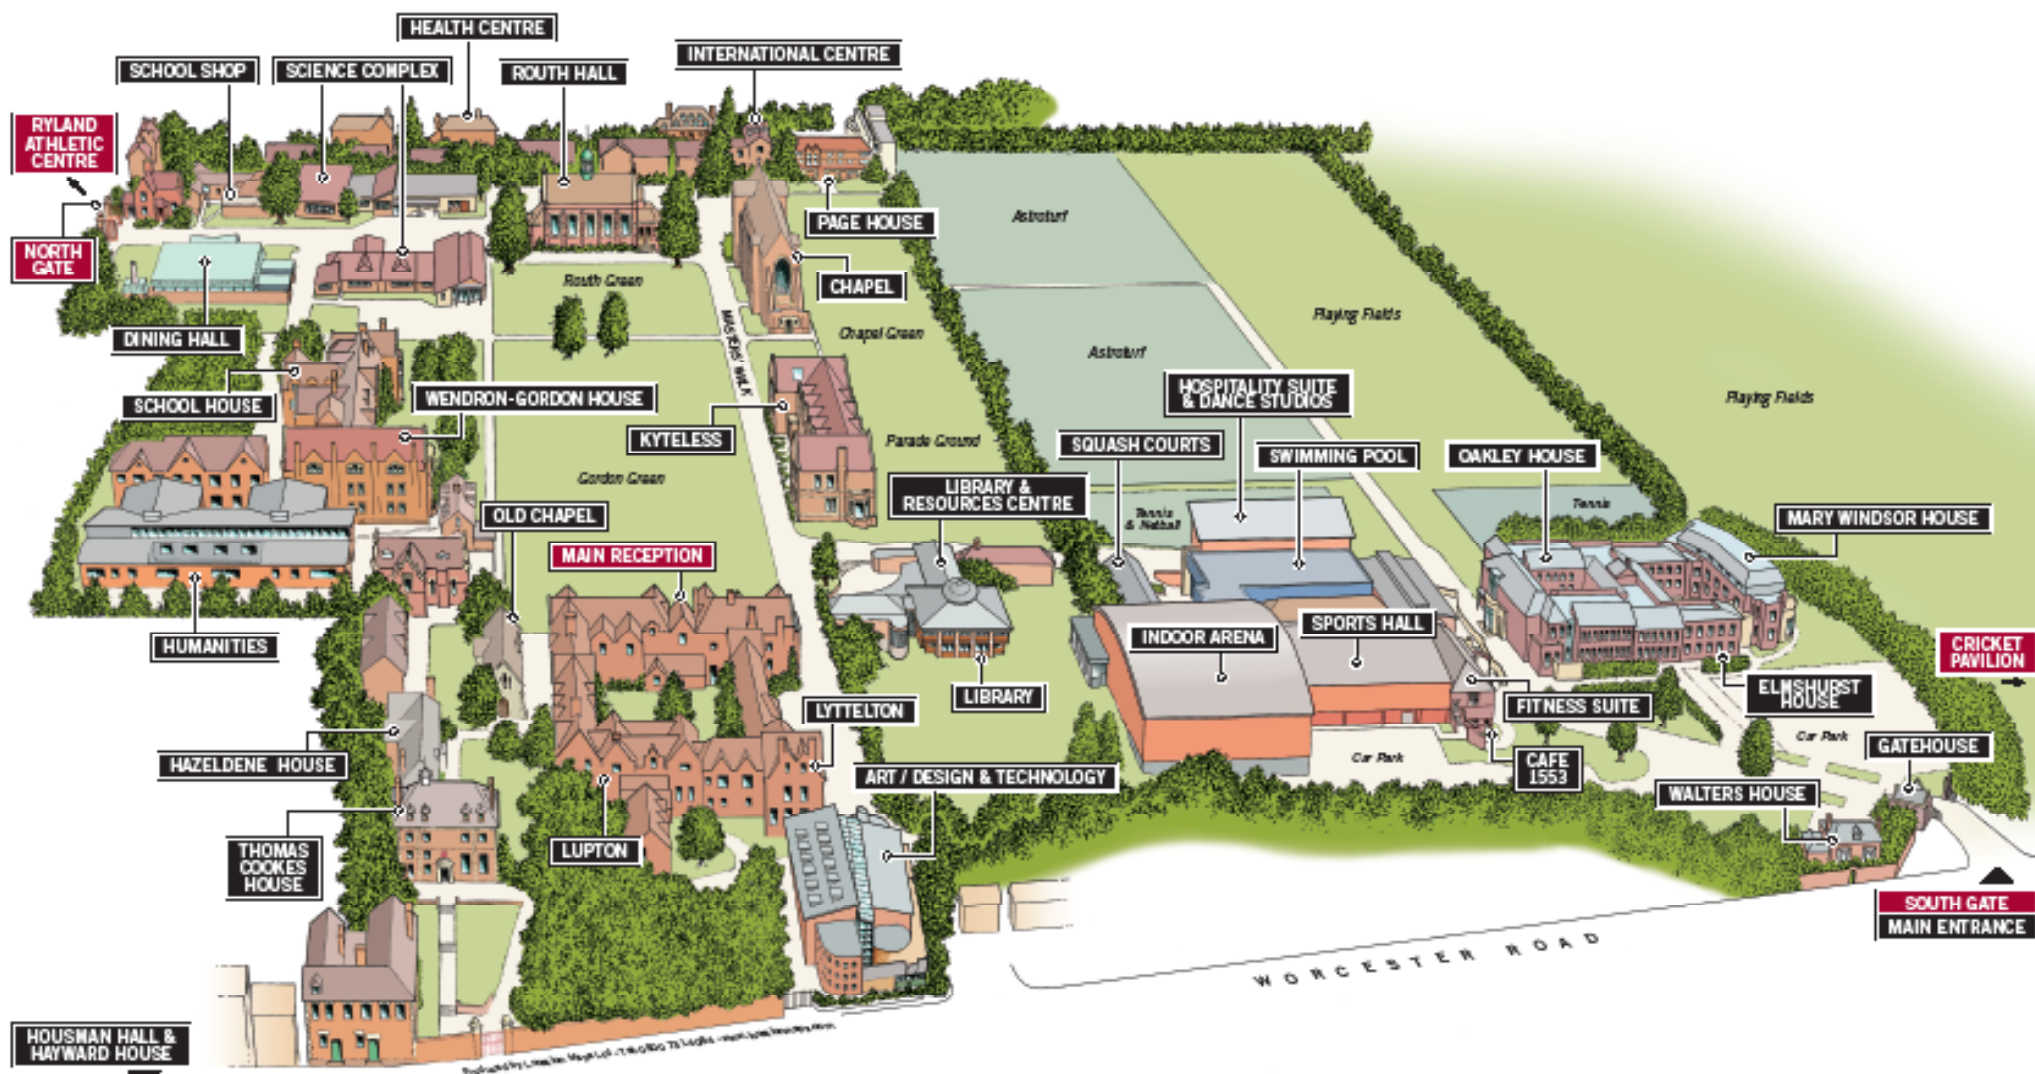 HEALTH CENTRE
INTERNATIONAL CENTRE
SCHOOL SHOP
SCIENCE COMPLEX
ROUTH HALL
RYLAND
ATHLETIC
CENTRE
NORTH
GATE
PAGE HOUSE
Astroturf
CHAPEL
Routh Green
DINING HALL
MASTERS' WALK
Chapel Green
Playing Fields
Astroturf
SCHOOL HOUSE
WENDRON-GORDON HOUSE
HOSPITALITY SUITE
& DANCE STUDIOS
Playing Fields
KYTELESS
Parade Ground
SQUASH COURTS
SWIMMING POOL
OAKLEY HOUSE
Gordon Green
LIBRARY &
RESOURCES CENTRE
Tennis
& Netball
Tennis
OLD CHAPEL
MARY WINDSOR HOUSE
MAIN RECEPTION
HUMANITIES
INDOOR ARENA
SPORTS HALL
CRICKET
PAVILION
LIBRARY
ELMSHURST
HOUSE
LYTTELTON
FITNESS SUITE
Car Park
GATEHOUSE
HAZELDENE HOUSE
ART / DESIGN & TECHNOLOGY
Car Park
CAFE
1553
WALTERS HOUSE
THOMAS
COOKES
HOUSE
LUPTON
SOUTH GATE
MAIN ENTRANCE
WORCESTER ROAD
HOUSMAN HALL &
HAYWARD HOUSE